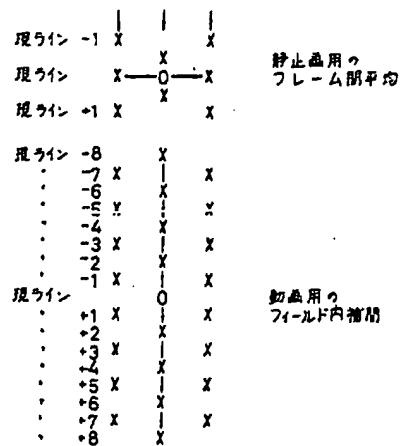 現ライン -1 X X
X
静止画用の
現ライン X O X
フレーム間平均
X
現ライン +1 X X
現ライン -8 X
〃 -7 X X
〃 -6 X
〃 -5 X X
〃 -4 X
〃 -3 X X
〃 -2 X
〃 -1 X X
現ライン O
動画用の
〃 +1 X X
フィールド内補間
〃 +2 X
〃 +3 X X
〃 +4 X
〃 +5 X X
〃 +6 X
〃 +7 X X
〃 +8 X